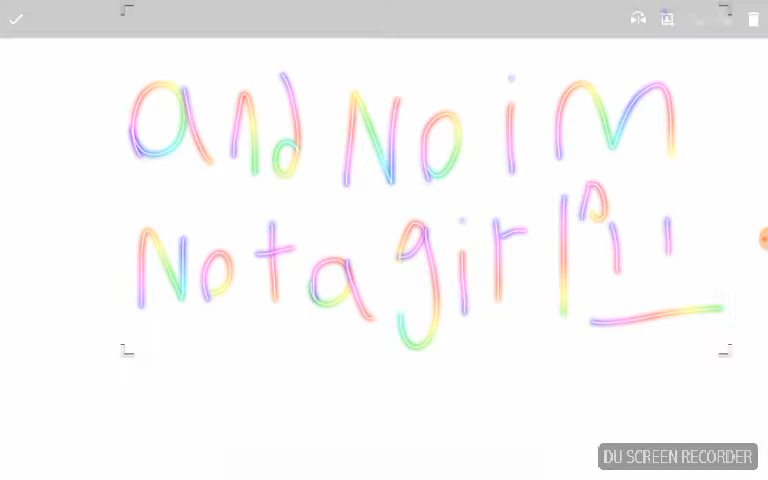 and No im
Not a girl
DU SCREEN RECORDER